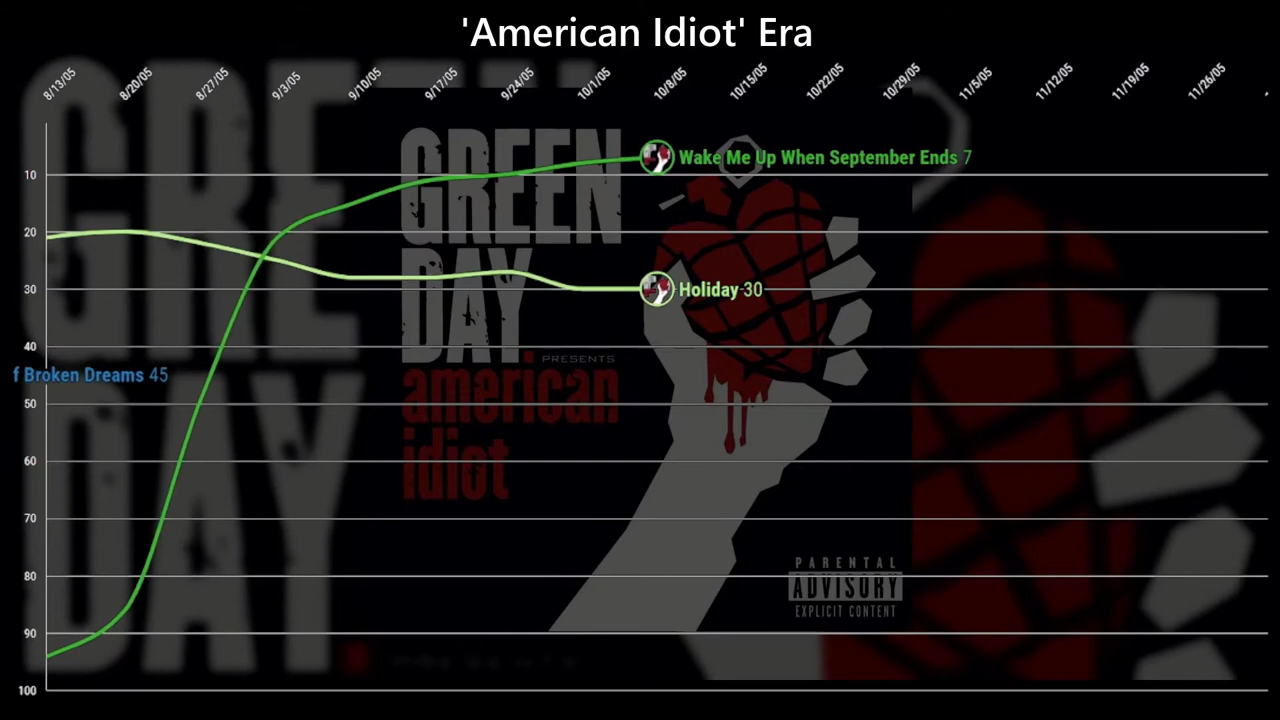 'American Idiot' Era
8/13/05
8/20/05
8/27/05
9/3/05
9/10/05
9/17/05
9/24/05
10/1/05
10/8/05
10/15/05
10/22/05
10/29/05
11/5/05
11/12/05
11/19/05
11/26/05
10
20
30
40
50
60
70
80
90
100
Wake Me Up When September Ends 7
Holiday 30
f Broken Dreams 45
GREEN
DAY
PRESENTS
american
idiot
PARENTAL
ADVISORY
EXPLICIT CONTENT
GRE
DAY